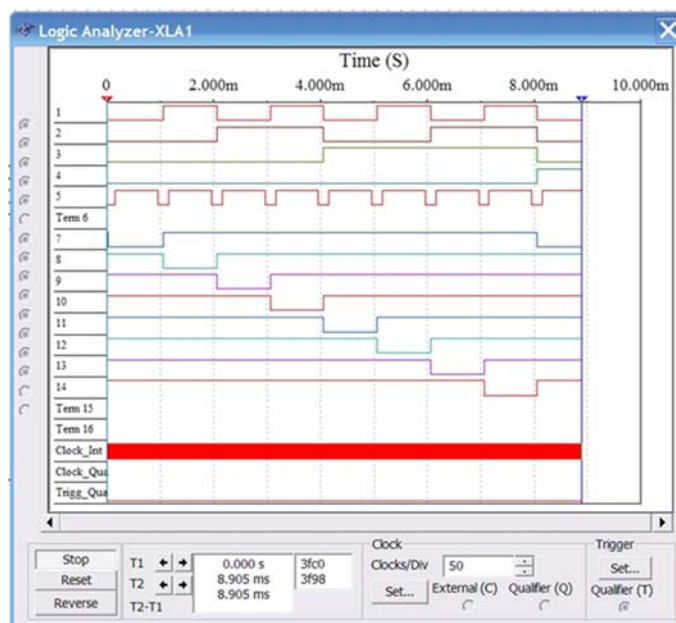 Logic Analyzer-XLA1
Time (S)
0 2.000m 4.000m 6.000m 8.000m 10.000m
1
2
3
4
5
Term 6
7
8
9
10
11
12
13
14
Term 15
Term 16
Clock_Int
Clock_Qua
Trigg_Qua
Stop
Reset
Reverse
T1
T2
T2-T1
0.000 s
8.905 ms
8.905 ms
3fc0
3f98
Clock
Clocks/Div 50
Set... External (C) Qualifier (Q)
Trigger
Set...
Qualifier (T)